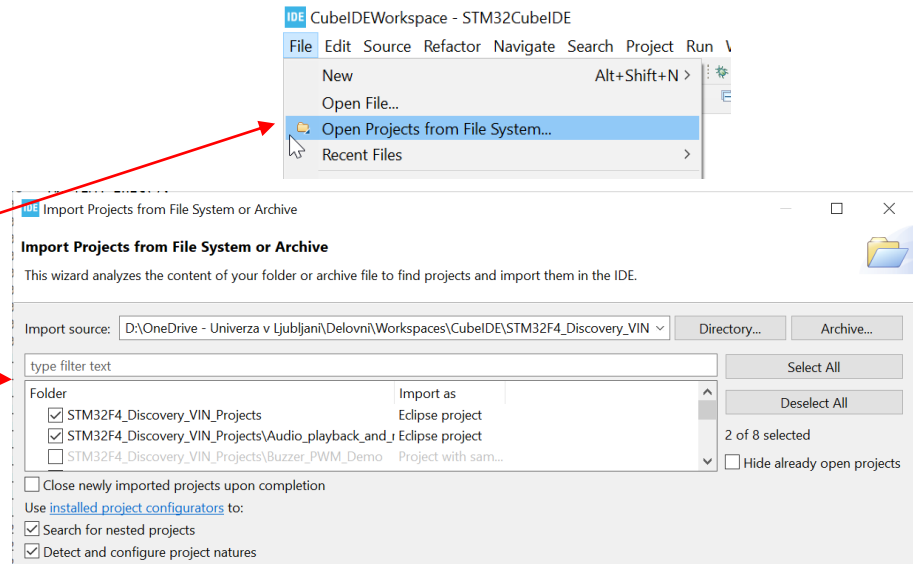 IDE CubeIDEWorkspace - STM32CubeIDE
File Edit Source Refactor Navigate Search Project Run
New Alt+Shift+N >
Open File...
Open Projects from File System...
Recent Files >
IDE Import Projects from File System or Archive
Import Projects from File System or Archive
This wizard analyzes the content of your folder or archive file to find projects and import them in the IDE.
Import source: D:\OneDrive - Univerza v Ljubljani\Delovni\Workspaces\CubeIDE\STM32F4_Discovery_VIN Directory... Archive...
type filter text Select All
Folder Import as
Deselect All
STM32F4_Discovery_VIN_Projects Eclipse project
STM32F4_Discovery_VIN_Projects\Audio_playback_and_r Eclipse project
2 of 8 selected
STM32F4_Discovery_VIN_Projects\Buzzer_PWM_Demo Project with sam...
Hide already open projects
Close newly imported projects upon completion
Use installed project configurators to:
Search for nested projects
Detect and configure project natures